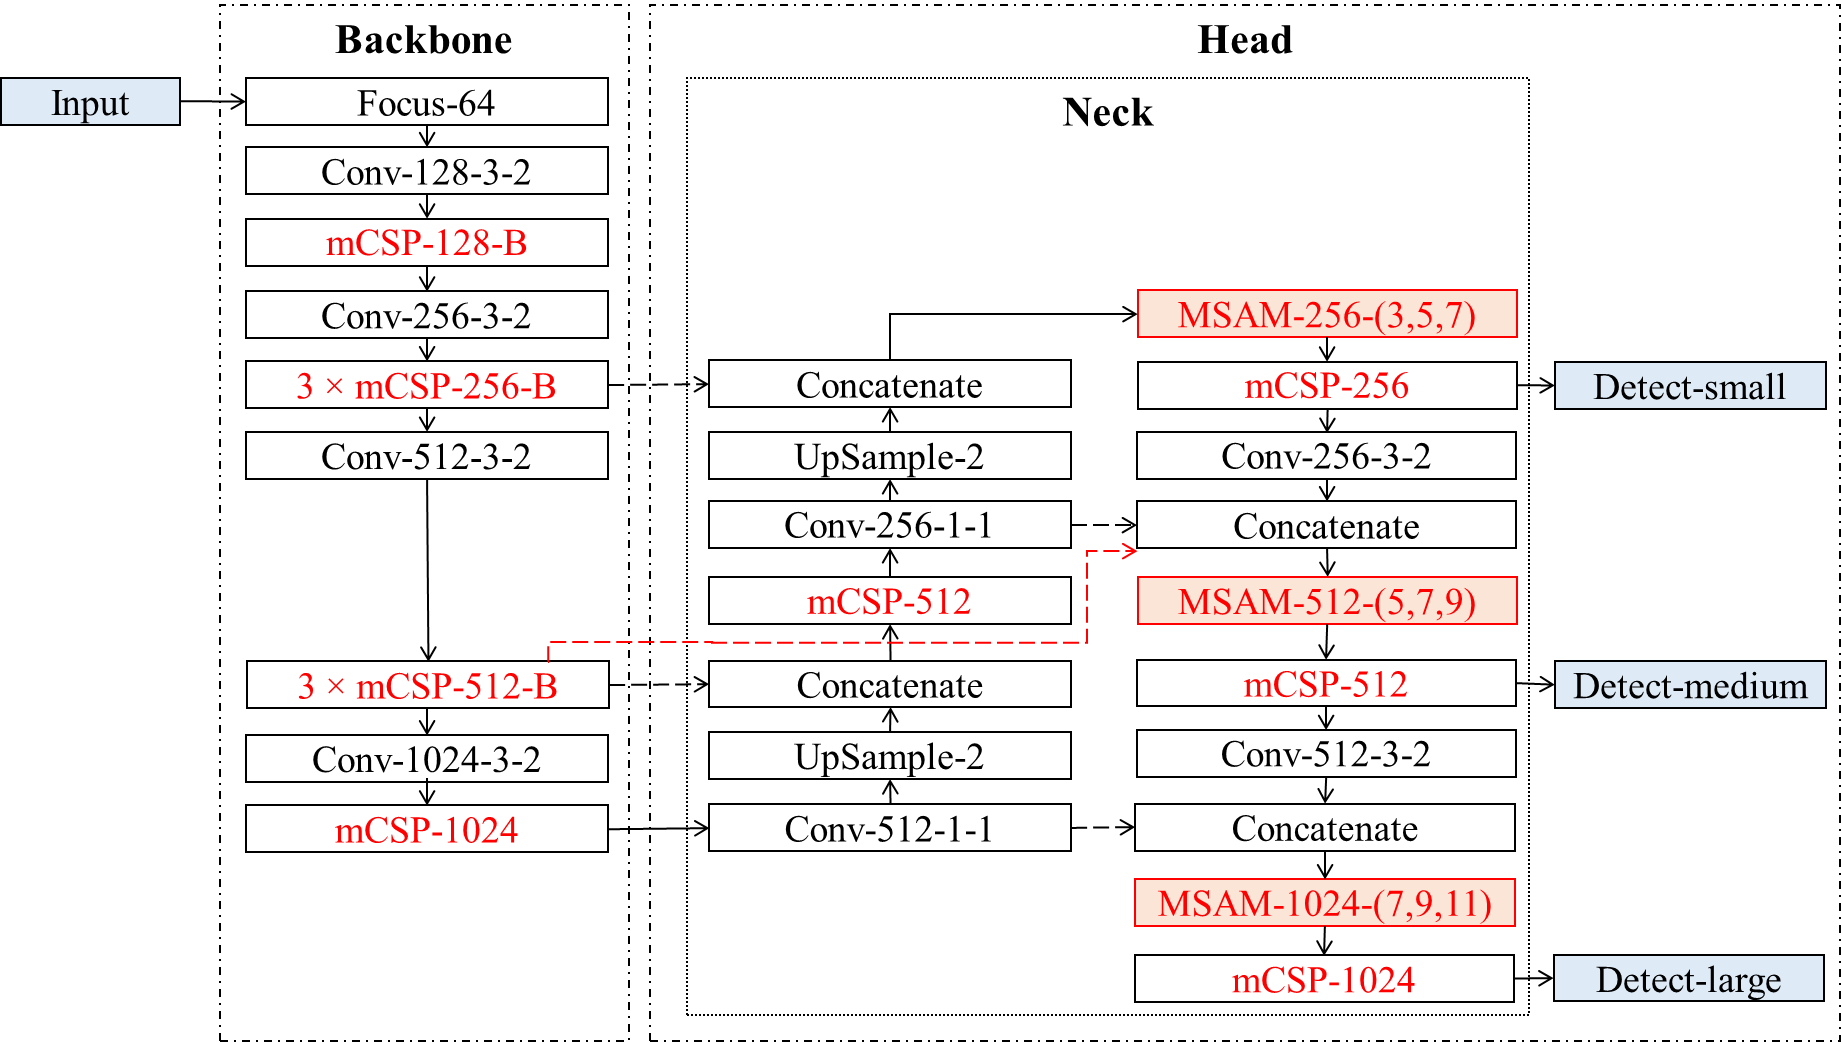 Backbone
Head
Neck
Input
Focus-64
Conv-128-3-2
mCSP-128-B
Conv-256-3-2
3 × mCSP-256-B
Conv-512-3-2
3 × mCSP-512-B
Conv-1024-3-2
mCSP-1024
Concatenate
UpSample-2
Conv-256-1-1
mCSP-512
Concatenate
UpSample-2
Conv-512-1-1
MSAM-256-(3,5,7)
mCSP-256
Conv-256-3-2
Concatenate
MSAM-512-(5,7,9)
mCSP-512
Conv-512-3-2
Concatenate
MSAM-1024-(7,9,11)
mCSP-1024
Detect-small
Detect-medium
Detect-large